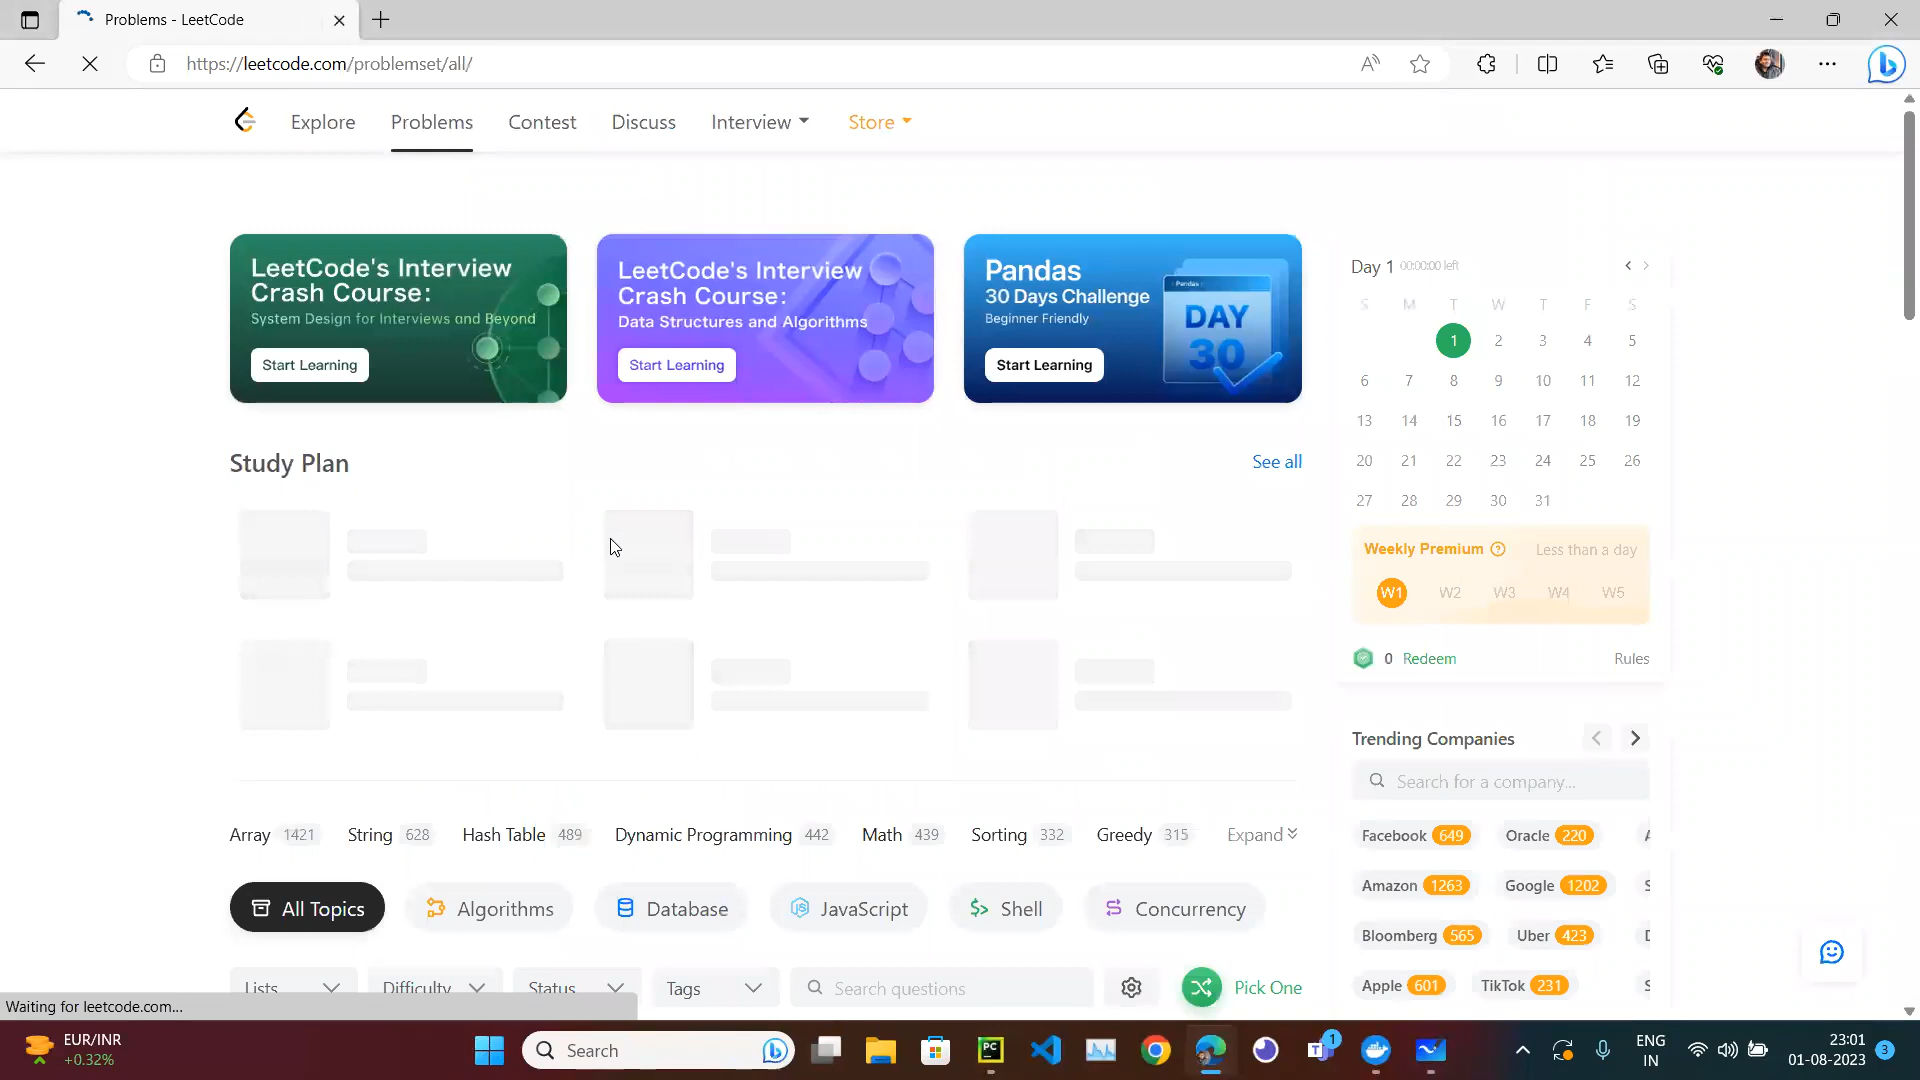 Problems - LeetCode
https://leetcode.com/problemset/all/
Explore
Problems
Contest
Discuss
Interview
Store
LeetCode's Interview
Crash Course:
System Design for Interviews and Beyond
Start Learning
LeetCode's Interview
Crash Course:
Data Structures and Algorithms
Start Learning
Pandas
30 Days Challenge
Beginner Friendly
Start Learning
Pandas
DAY
30
Day 1 00:00:00 left
S M T W T F S
1 2 3 4 5
6 7 8 9 10 11 12
13 14 15 16 17 18 19
20 21 22 23 24 25 26
27 28 29 30 31
Weekly Premium ? Less than a day
W1 W2 W3 W4 W5
0 Redeem Rules
Study Plan
See all
Trending Companies
Search for a company...
Facebook 649 Oracle 220
Amazon 1263 Google 1202
Bloomberg 565 Uber 423
Apple 601 TikTok 231
Array 1421 String 628 Hash Table 489 Dynamic Programming 442 Math 439 Sorting 332 Greedy 315 Expand
All Topics Algorithms Database JavaScript Shell Concurrency
Lists Difficulty Status Tags Search questions Pick One
Waiting for leetcode.com...
EUR/INR
+0.32%
Search
PC
1
ENG
IN
23:01
01-08-2023
3